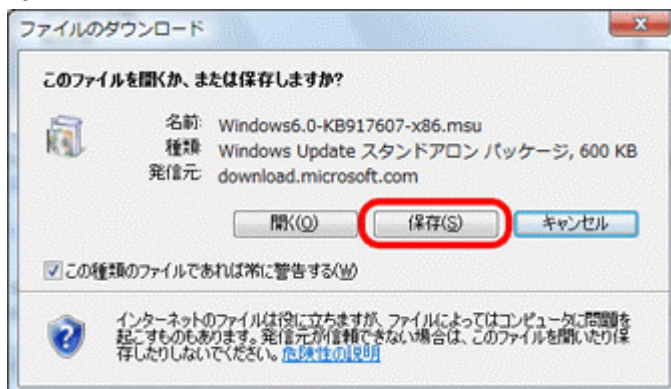 ファイルのダウンロード
このファイルを開くか、または保存しますか?
名前: Windows6.0-KB917607-x86.msu
種類: Windows Update スタンドアロン パッケージ, 600 KB
発信元: download.microsoft.com
開く(O) 保存(S) キャンセル
この種類のファイルであれば常に警告する(W)
インターネットのファイルは役に立ちますが、ファイルによってはコンピュータに問題を
起こすものもあります。発信元が信頼できない場合は、このファイルを開いたり保
存したりしないでください。危険性の説明